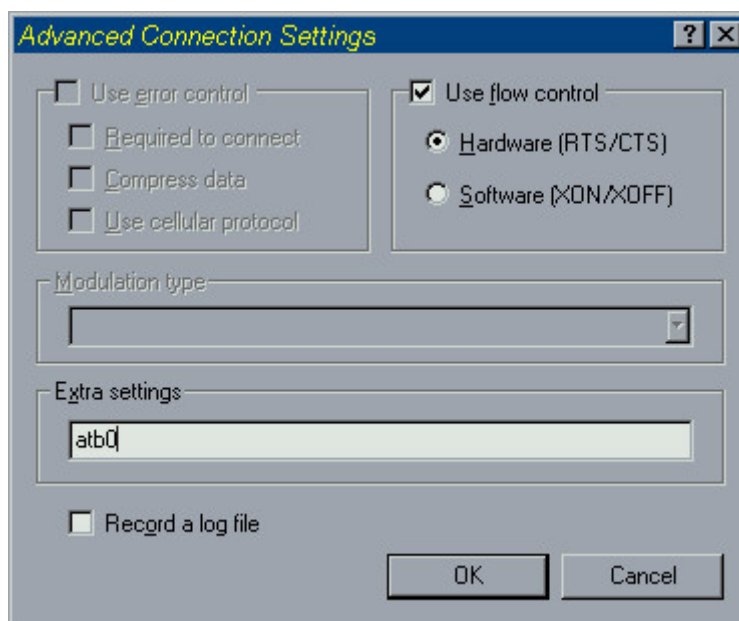 Advanced Connection Settings
Use error control
Required to connect
Compress data
Use cellular protocol
Use flow control
Hardware (RTS/CTS)
Software (XON/XOFF)
Modulation type
Extra settings
atb0
Record a log file
OK
Cancel